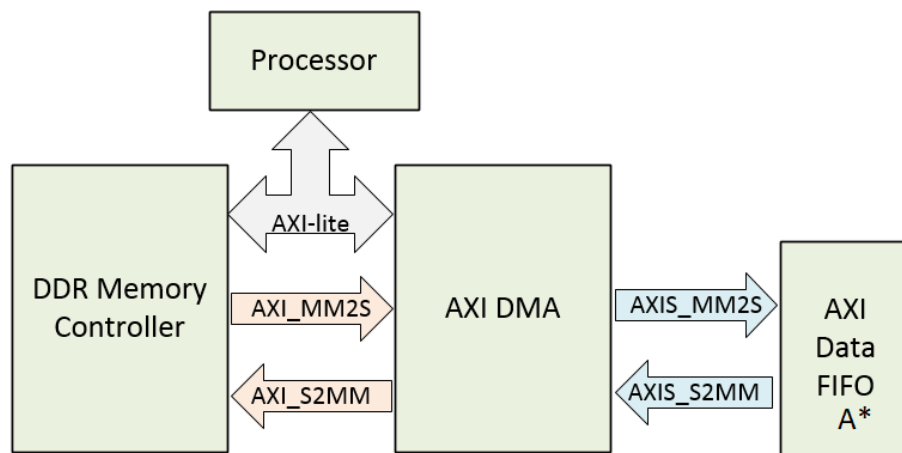 Processor
AXI-lite
DDR Memory
Controller
AXI_MM2S
AXI_S2MM
AXI DMA
AXIS_MM2S
AXIS_S2MM
AXI
Data
FIFO
A*